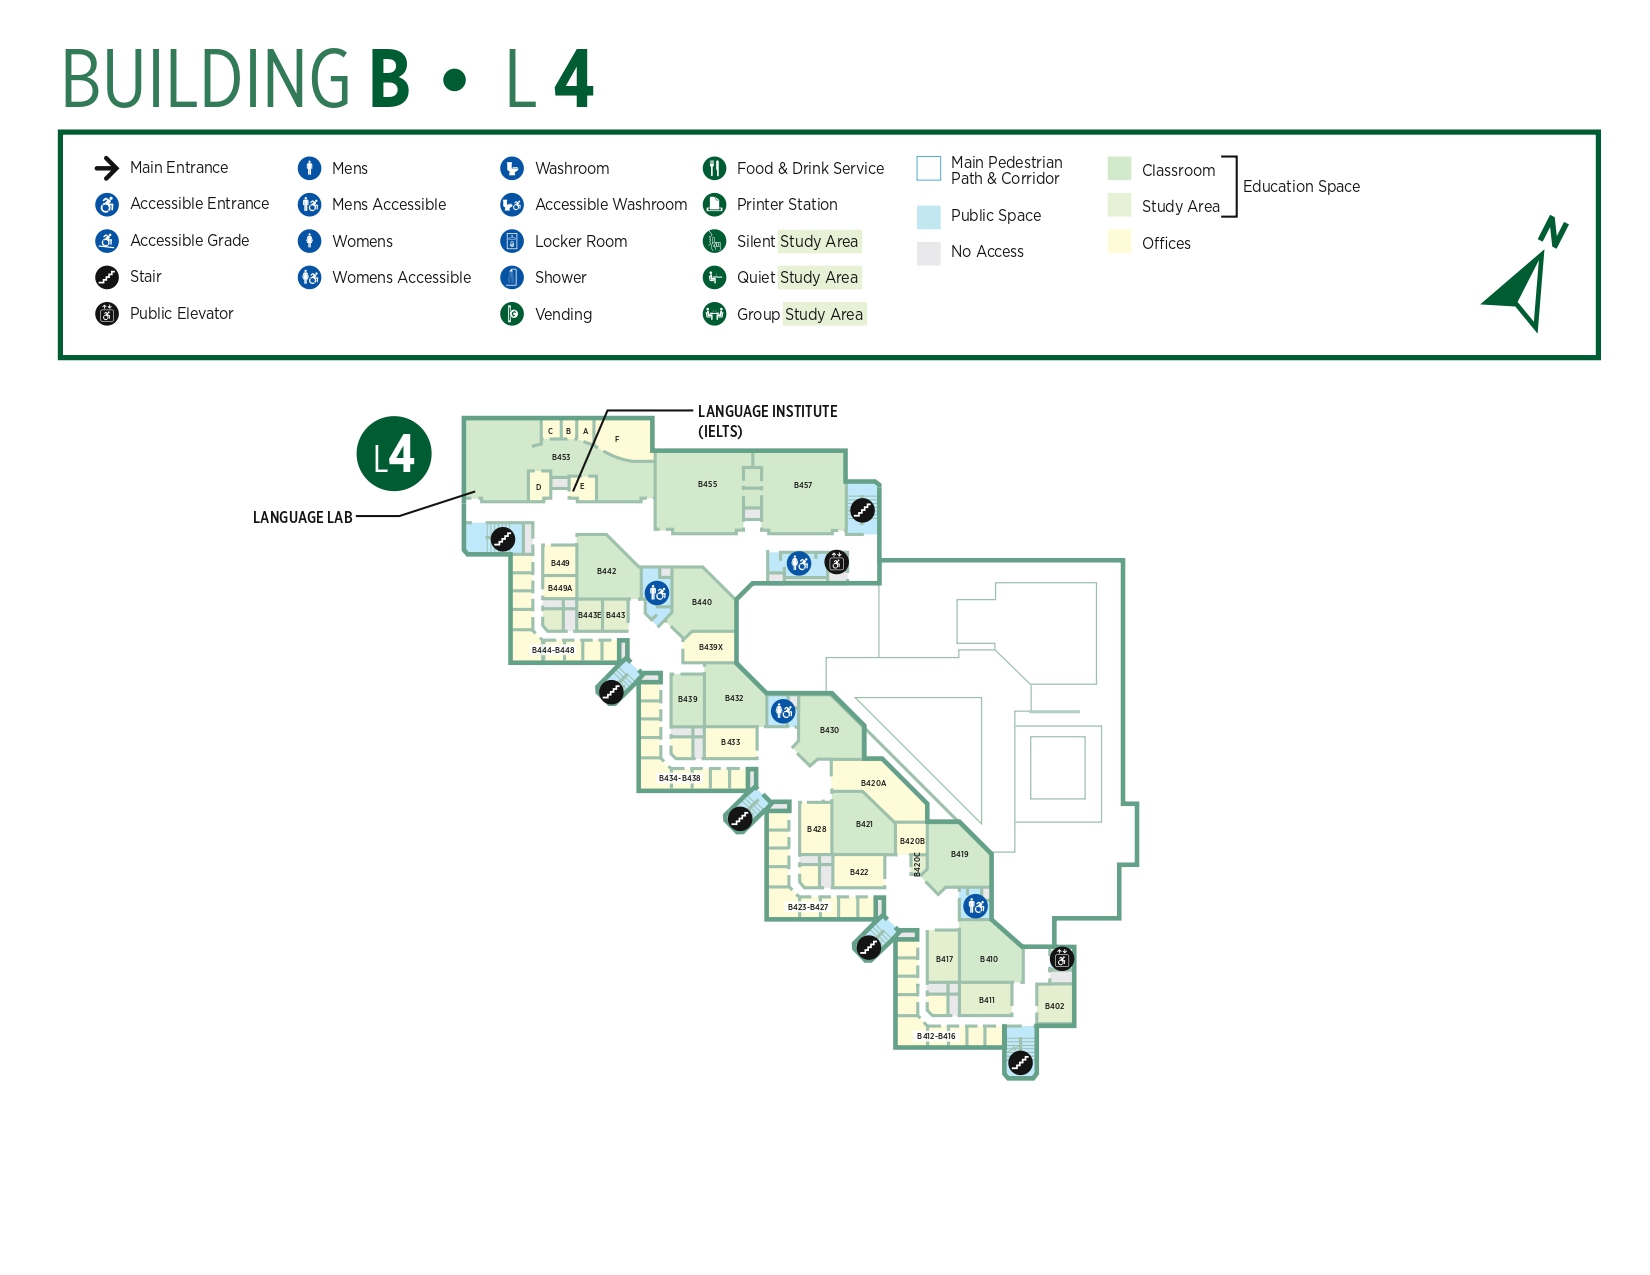 BUILDING B • L 4
Main Entrance
Accessible Entrance
Accessible Grade
Stair
Public Elevator
Mens
Mens Accessible
Womens
Womens Accessible
Washroom
Accessible Washroom
Locker Room
Shower
Vending
Food & Drink Service
Printer Station
Silent Study Area
Quiet Study Area
Group Study Area
Main Pedestrian
Path & Corridor
Public Space
No Access
Classroom
Study Area
Offices
Education Space
N
L4
LANGUAGE INSTITUTE
(IELTS)
LANGUAGE LAB
C
B
A
F
B453
D
E
B455
B457
B449
B442
B449A
B443E
B443
B440
B444-B448
B439X
B439
B432
B433
B430
B434-B438
B420A
B428
B421
B420B
B420C
B419
B422
B423-B427
B417
B410
B411
B402
B412-B416